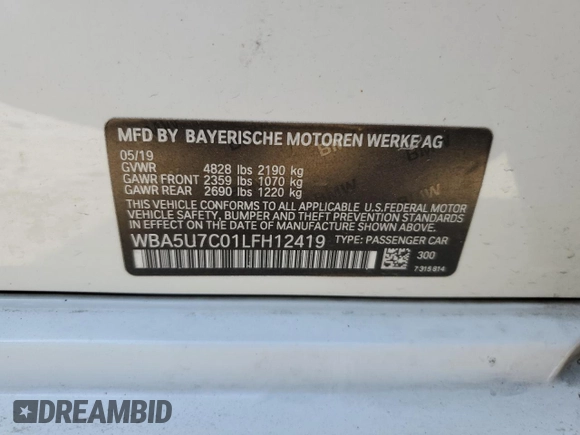 MFD BY BAYERISCHE MOTOREN WERKE AG
05/19
GVWR 4828 lbs 2190 kg
GAWR FRONT 2359 lbs 1070 kg
GAWR REAR 2690 lbs 1220 kg
THIS VEHICLE CONFORMS TO ALL APPLICABLE U.S. FEDERAL MOTOR
VEHICLE SAFETY, BUMPER AND THEFT PREVENTION STANDARDS
IN EFFECT ON THE DATE OF MANUFACTURE SHOWN ABOVE.
WBA5U7C01LFH12419 TYPE: PASSENGER CAR
300
7 315 614
DREAMBID